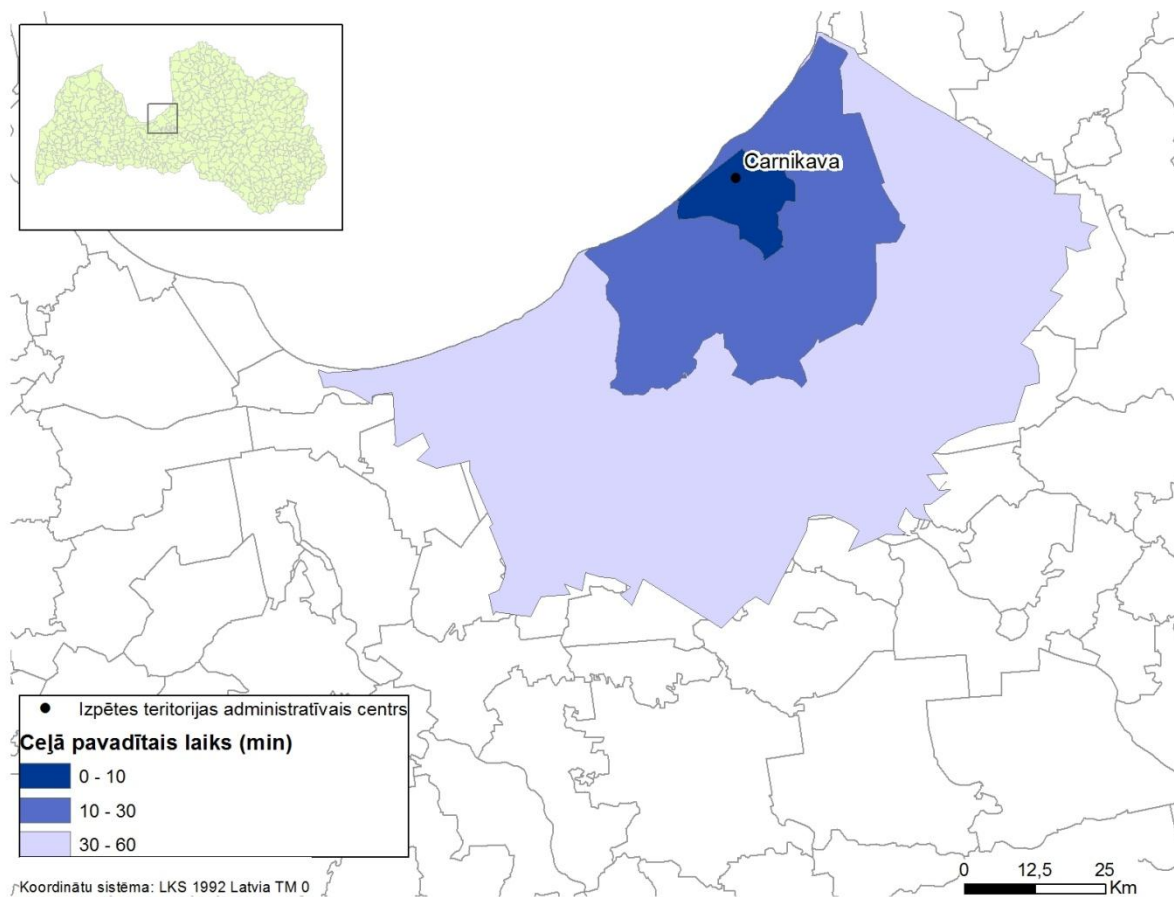 Carnikava
Izpētes teritorijas administratīvais centrs
Ceļā pavadītais laiks (min)
0 - 10
10 - 30
30 - 60
Koordinātu sistēma: LKS 1992 Latvia TM 0
0 12,5 25
Km